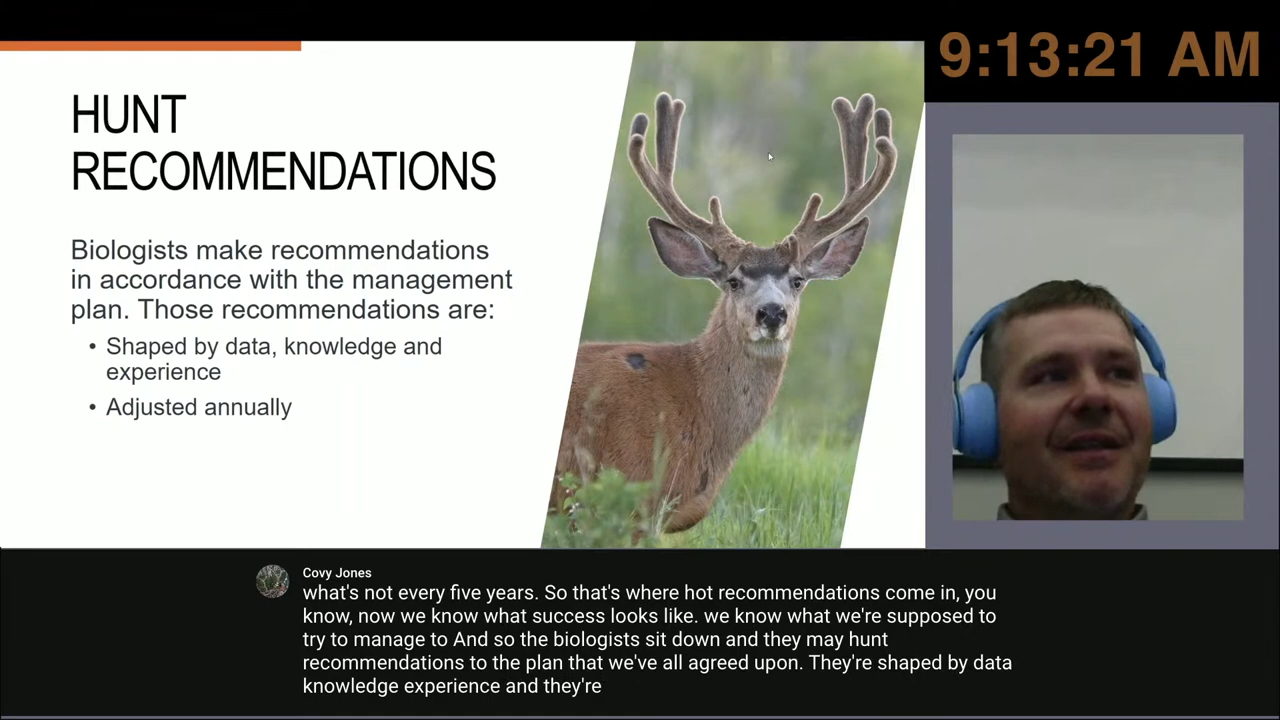 9:13:21 AM
HUNT
RECOMMENDATIONS
Biologists make recommendations
in accordance with the management
plan. Those recommendations are:
• Shaped by data, knowledge and
experience
• Adjusted annually
Covy Jones
what's not every five years. So that's where hot recommendations come in, you
know, now we know what success looks like. we know what we're supposed to
try to manage to And so the biologists sit down and they may hunt
recommendations to the plan that we've all agreed upon. They're shaped by data
knowledge experience and they're